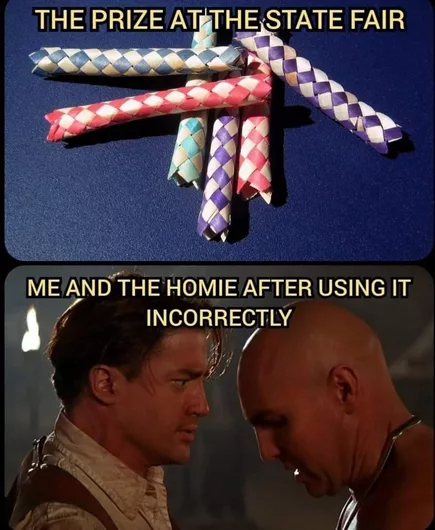 THE PRIZE AT THE STATE FAIR
ME AND THE HOMIE AFTER USING IT
INCORRECTLY